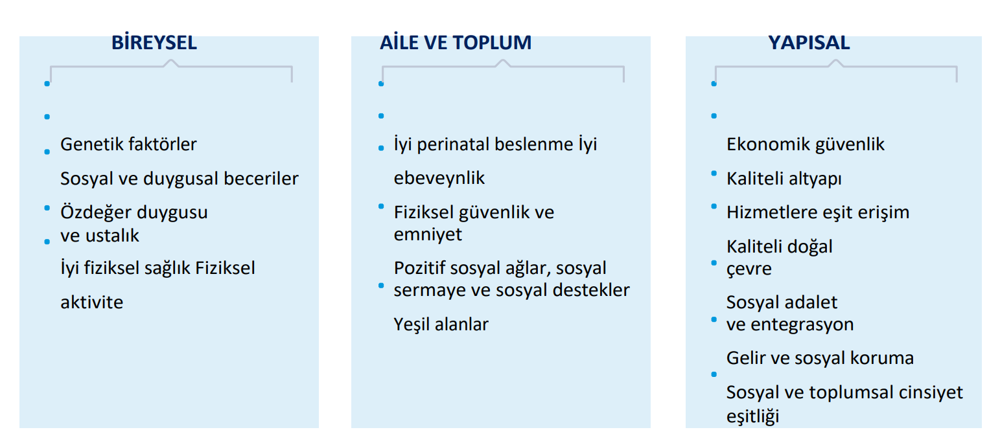 BİREYSEL
Genetik faktörler
Sosyal ve duygusal beceriler
Özdeğer duygusu
ve ustalık
İyi fiziksel sağlık Fiziksel
aktivite
AİLE VE TOPLUM
İyi perinatal beslenme İyi
ebeveynlik
Fiziksel güvenlik ve
emniyet
Pozitif sosyal ağlar, sosyal
sermaye ve sosyal destekler
Yeşil alanlar
YAPISAL
Ekonomik güvenlik
Kaliteli altyapı
Hizmetlere eşit erişim
Kaliteli doğal
çevre
Sosyal adalet
ve entegrasyon
Gelir ve sosyal koruma
Sosyal ve toplumsal cinsiyet
eşitliği